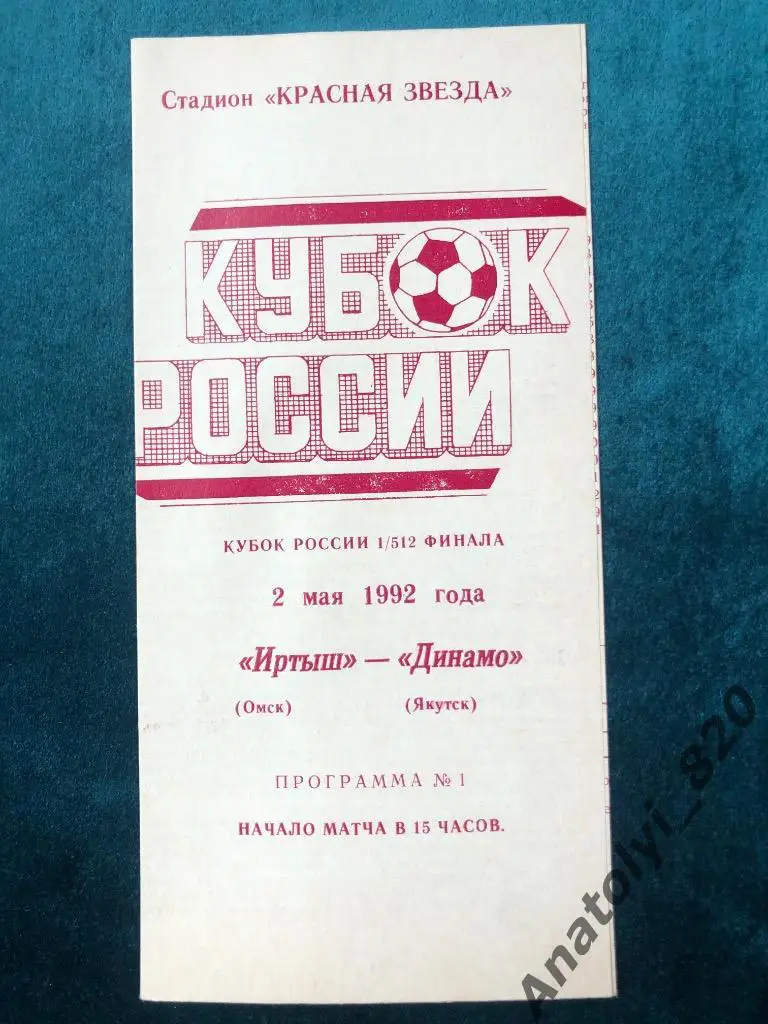 Стадион «КРАСНАЯ ЗВЕЗДА»
КУБОК
РОССИИ
КУБОК РОССИИ 1/512 ФИНАЛА
2 мая 1992 года
«Иртыш» — «Динамо»
(Омск) (Якутск)
ПРОГРАММА № 1
НАЧАЛО МАТЧА В 15 ЧАСОВ.
Anatolyi_820